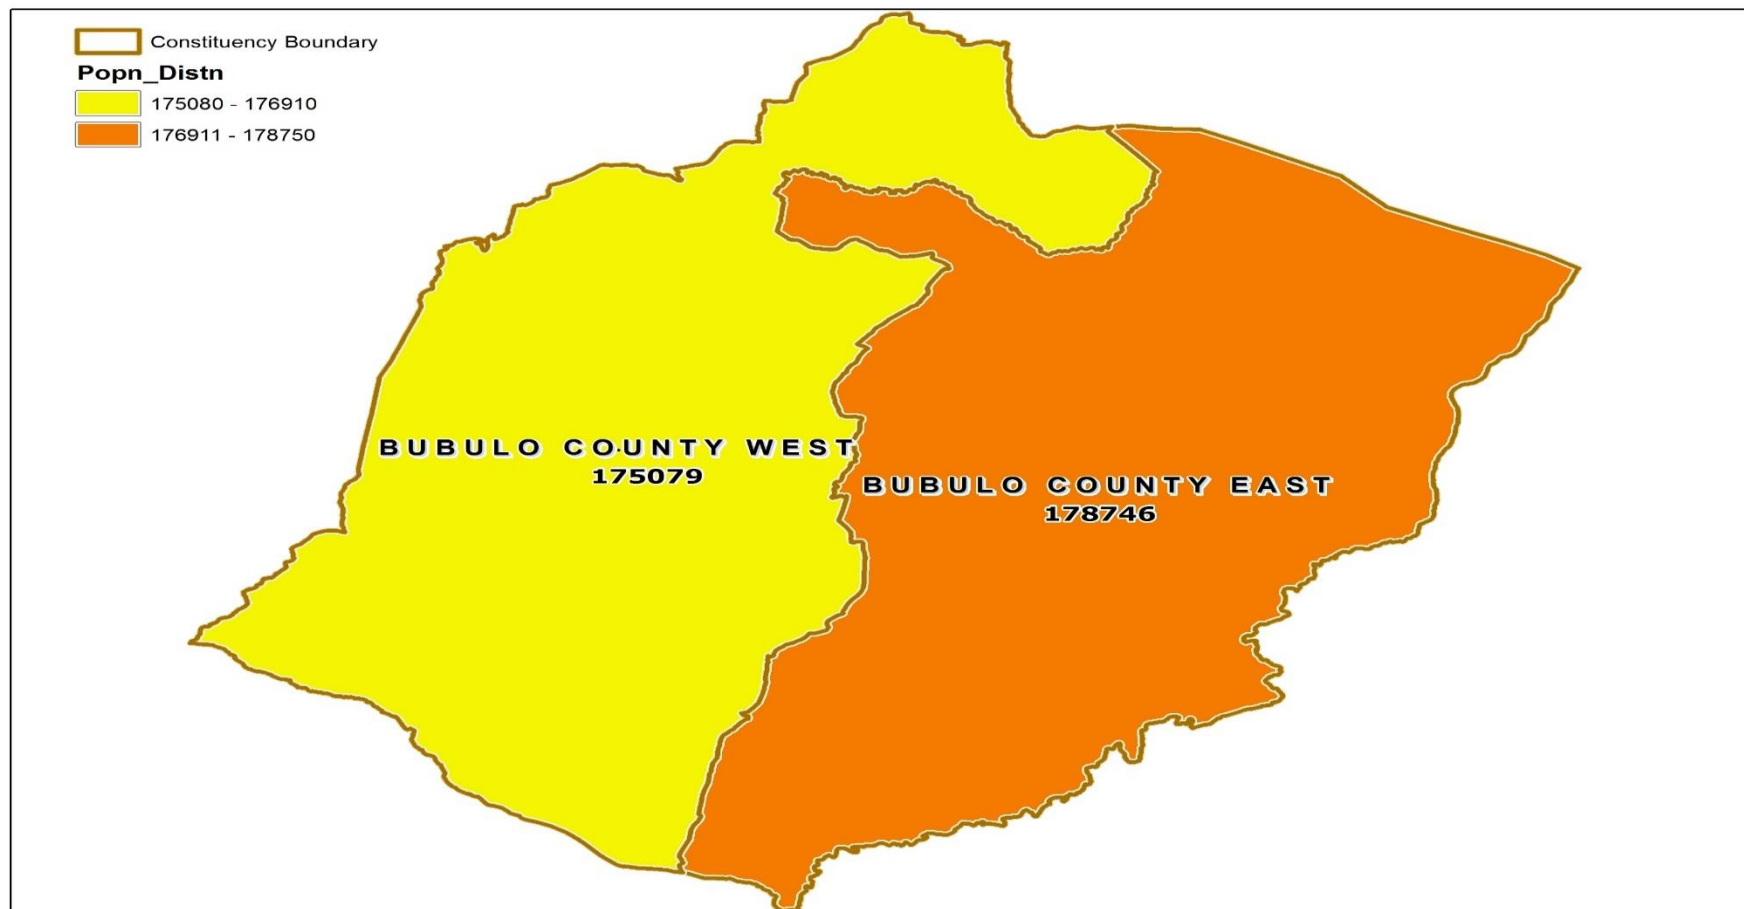 Constituency Boundary
Popn_Distn
175080 - 176910
176911 - 178750
BUBULO COUNTY WEST
175079
BUBULO COUNTY EAST
178746